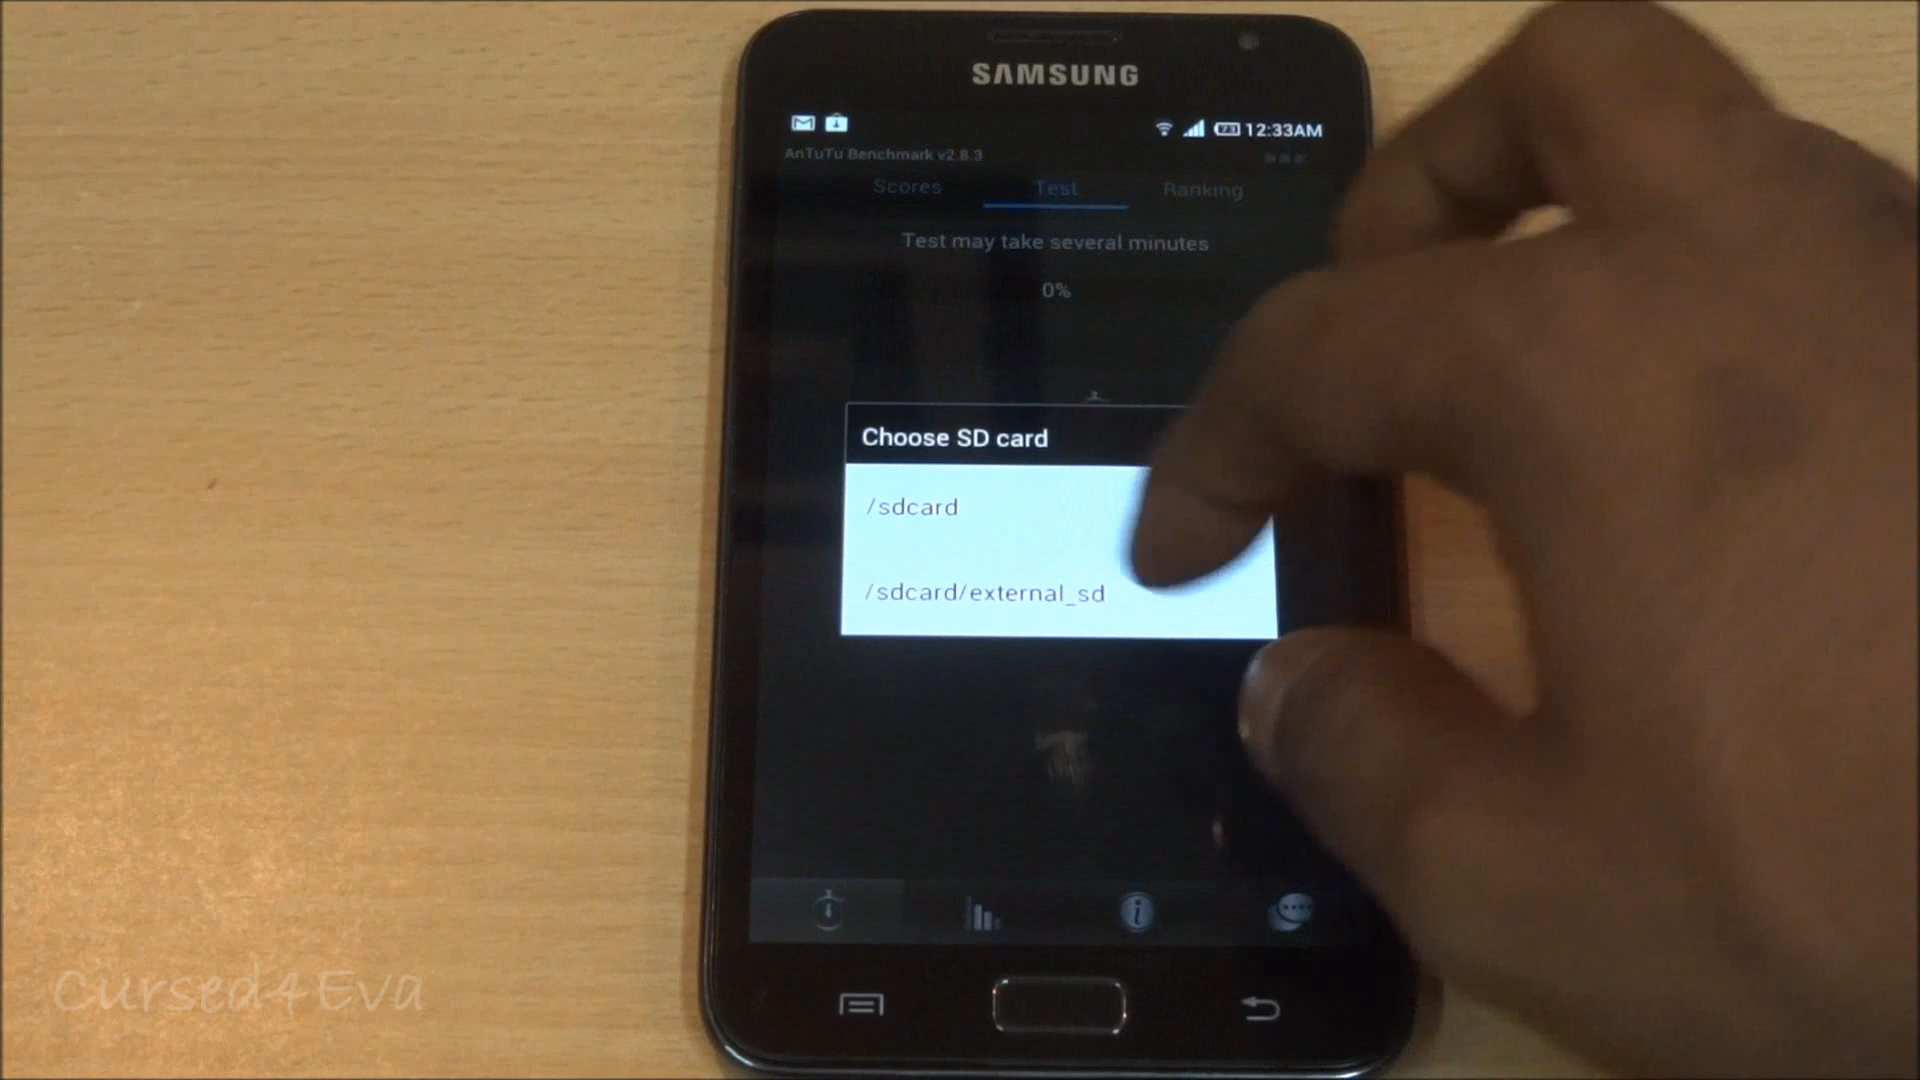 SAMSUNG
73 12:33AM
AnTuTu Benchmark v2.8.3
Scores Test Ranking
Test may take several minutes
0%
Choose SD card
/sdcard
/sdcard/external_sd
Cursed4Eva